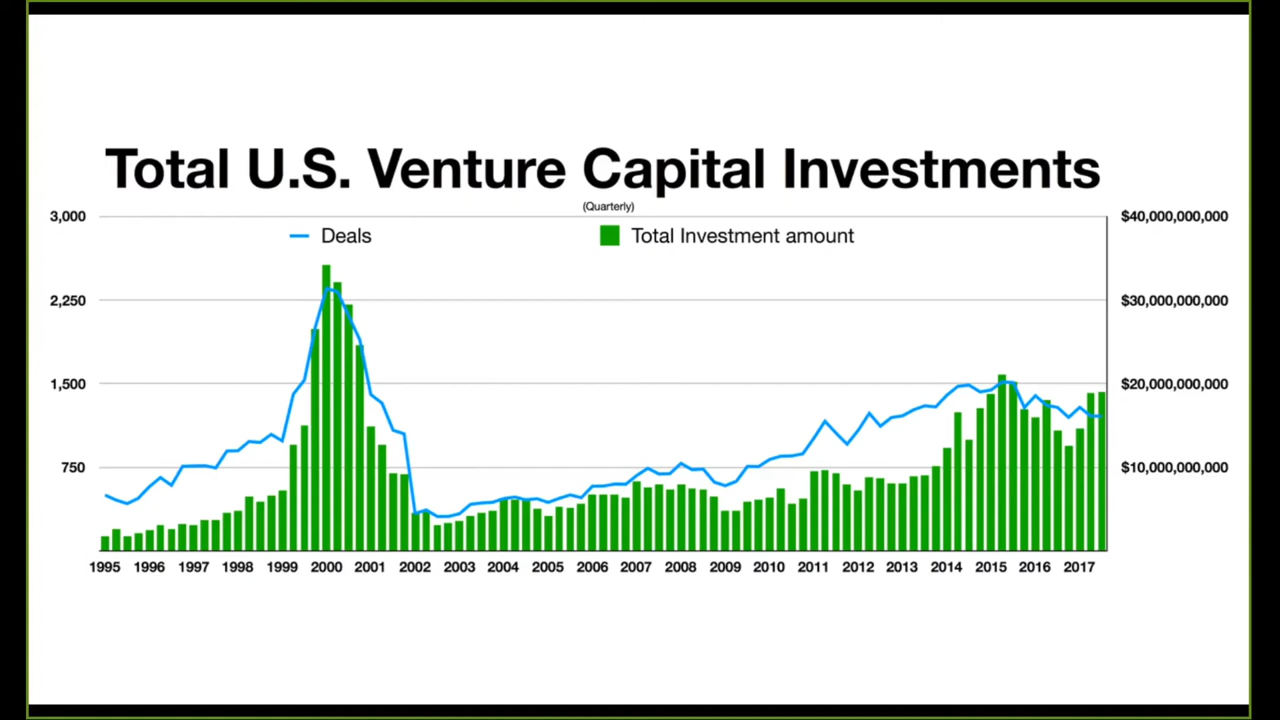 Total U.S. Venture Capital Investments
(Quarterly)
3,000
$40,000,000,000
Deals
Total Investment amount
2,250
$30,000,000,000
1,500
$20,000,000,000
750
$10,000,000,000
1995 1996 1997 1998 1999 2000 2001 2002 2003 2004 2005 2006 2007 2008 2009 2010 2011 2012 2013 2014 2015 2016 2017